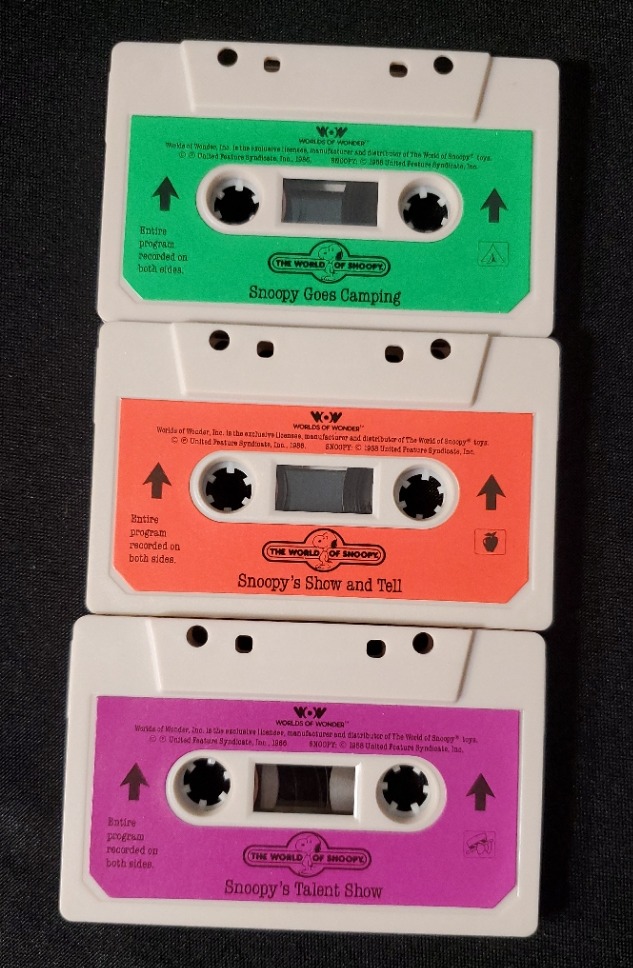 WOW
WORLDS OF WONDER™
Worlds of Wonder, Inc. is the exclusive licensee, manufacturer and distributor of The World of Snoopy® toys.
© ℗ United Feature Syndicate, Inc., 1986. SNOOPY: © 1958 United Feature Syndicate, Inc.
Entire
program
recorded on
both sides.
THE WORLD OF SNOOPY
Snoopy Goes Camping
WOW
WORLDS OF WONDER™
Worlds of Wonder, Inc. is the exclusive licensee, manufacturer and distributor of The World of Snoopy® toys.
© ℗ United Feature Syndicate, Inc., 1986. SNOOPY: © 1958 United Feature Syndicate, Inc.
Entire
program
recorded on
both sides.
THE WORLD OF SNOOPY
Snoopy's Show and Tell
WOW
WORLDS OF WONDER™
Worlds of Wonder, Inc. is the exclusive licensee, manufacturer and distributor of The World of Snoopy® toys.
© ℗ United Feature Syndicate, Inc., 1986. SNOOPY: © 1958 United Feature Syndicate, Inc.
Entire
program
recorded on
both sides.
THE WORLD OF SNOOPY
Snoopy's Talent Show